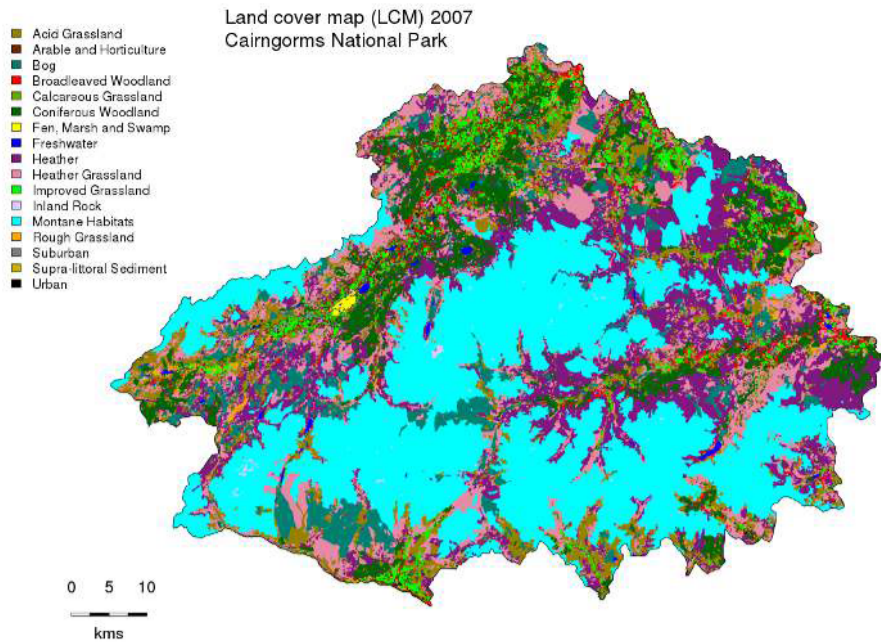 Land cover map (LCM) 2007
Cairngorms National Park
Acid Grassland
Arable and Horticulture
Bog
Broadleaved Woodland
Calcareous Grassland
Coniferous Woodland
Fen, Marsh and Swamp
Freshwater
Heather
Heather Grassland
Improved Grassland
Inland Rock
Montane Habitats
Rough Grassland
Suburban
Supra-littoral Sediment
Urban
0 5 10
kms